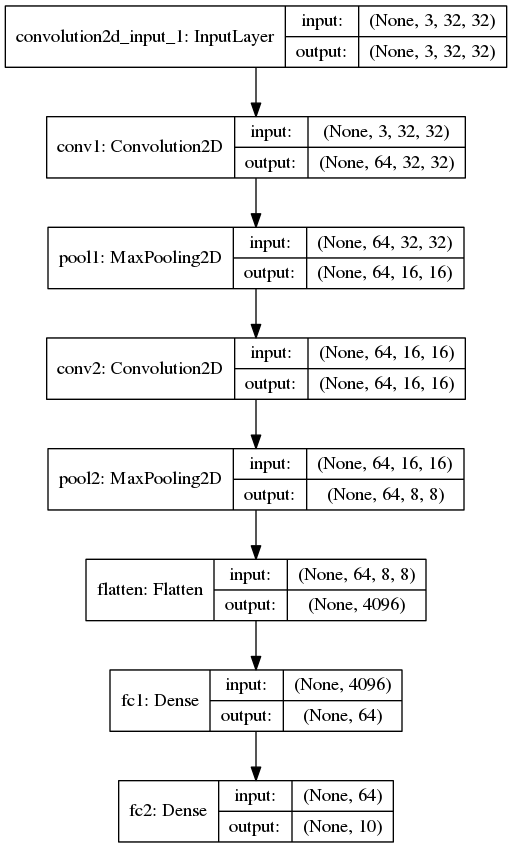 convolution2d_input_1: InputLayer
input:
(None, 3, 32, 32)
output:
(None, 3, 32, 32)
conv1: Convolution2D
input:
(None, 3, 32, 32)
output:
(None, 64, 32, 32)
pool1: MaxPooling2D
input:
(None, 64, 32, 32)
output:
(None, 64, 16, 16)
conv2: Convolution2D
input:
(None, 64, 16, 16)
output:
(None, 64, 16, 16)
pool2: MaxPooling2D
input:
(None, 64, 16, 16)
output:
(None, 64, 8, 8)
flatten: Flatten
input:
(None, 64, 8, 8)
output:
(None, 4096)
fc1: Dense
input:
(None, 4096)
output:
(None, 64)
fc2: Dense
input:
(None, 64)
output:
(None, 10)